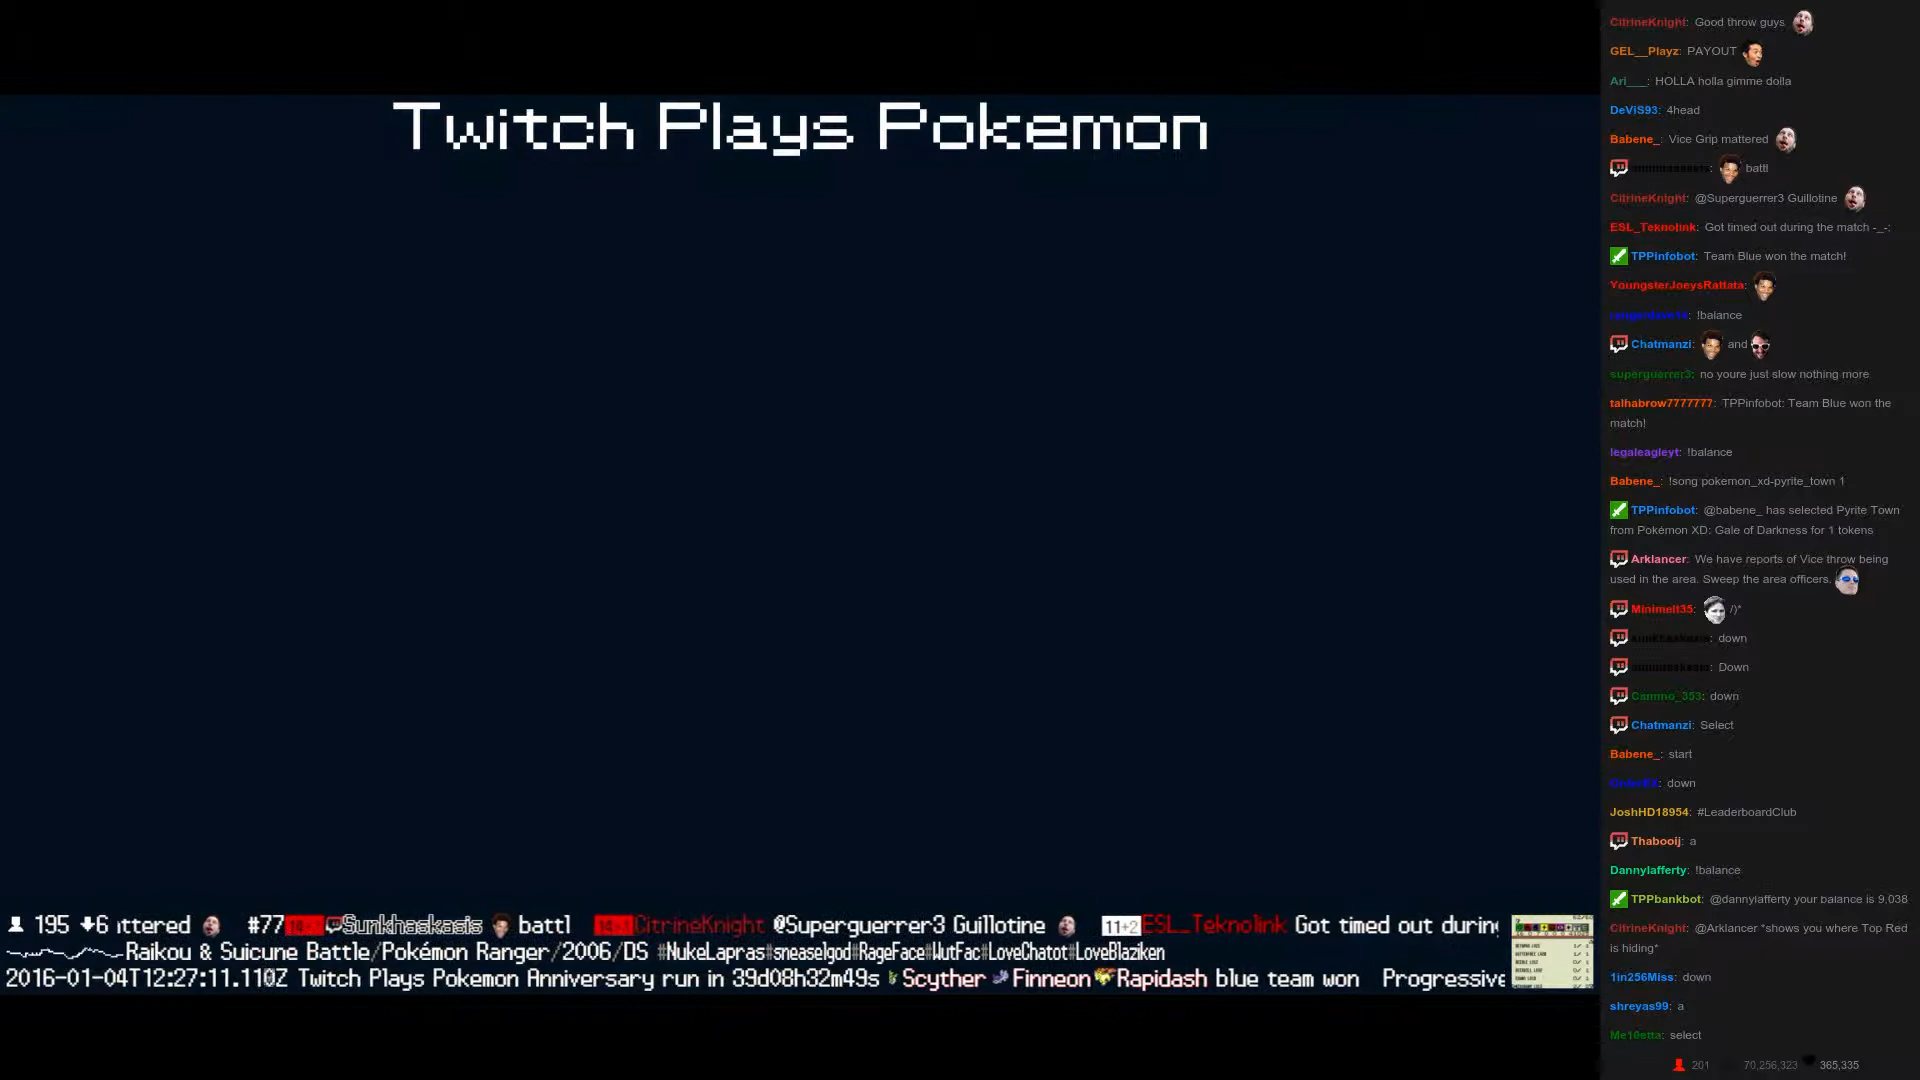 Twitch Plays Pokemon
195 6 ittered #77 Sunkhaskasis battl CitrineKnight @Superguerrer3 Guillotine 11+2 ESL_Teknolink Got timed out during
Raikou & Suicune Battle/Pokémon Ranger/2006/DS #NukeLapras#sneaselgod#RageFace#WutFac#LoveChatot#LoveBlaziken
2016-01-04T12:27:11.110Z Twitch Plays Pokemon Anniversary run in 39d08h32m49s Scyther Finneon Rapidash blue team won Progressive
CitrineKnight: Good throw guys
GEL__Playz: PAYOUT
Ari___: HOLLA holla gimme dolla
DeViS93: 4head
Babene_: Vice Grip mattered
: battl
CitrineKnight: @Superguerrer3 Guillotine
ESL_Teknolink: Got timed out during the match -_-;
TPPinfobot: Team Blue won the match!
YoungsterJoeysRattata:
: !balance
Chatmanzi: and
superguerrer3: no youre just slow nothing more
talhabrow7777777: TPPinfobot: Team Blue won the
match!
legaleagleyt: !balance
Babene_: !song pokemon_xd-pyrite_town 1
TPPinfobot: @babene_ has selected Pyrite Town
from Pokémon XD: Gale of Darkness for 1 tokens
Arklancer: We have reports of Vice throw being
used in the area. Sweep the area officers.
Minimelt35: /)*
: down
: Down
Cammo_353: down
Chatmanzi: Select
Babene_: start
: down
JoshHD18954: #LeaderboardClub
Thabooij: a
Dannylafferty: !balance
TPPbankbot: @dannylafferty your balance is 9,038
CitrineKnight: @Arklancer *shows you where Top Red
is hiding*
1in256Miss: down
shreyas99: a
Me10etta: select
201 70,256,323 365,335